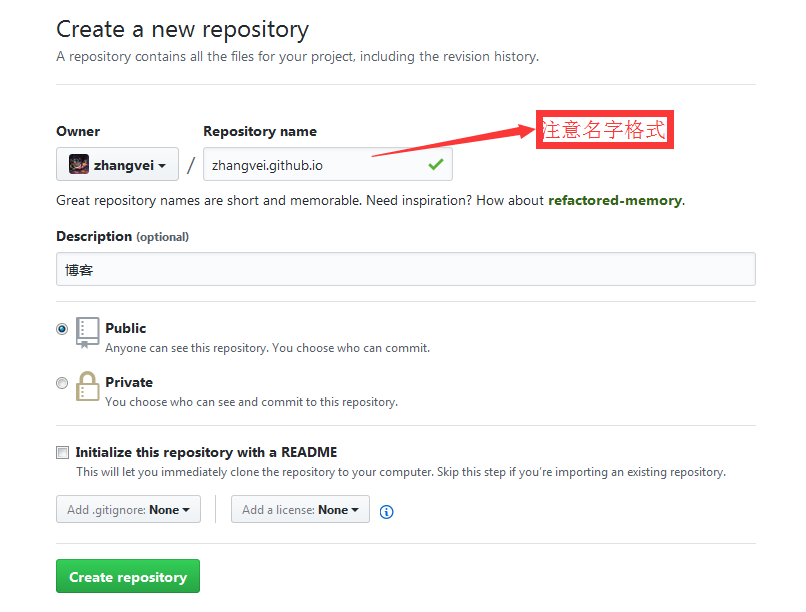 Create a new repository
A repository contains all the files for your project, including the revision history.
注意名字格式
Owner
Repository name
zhangvei
/
zhangvei.github.io
Great repository names are short and memorable. Need inspiration? How about refactored-memory.
Description (optional)
博客
Public
Anyone can see this repository. You choose who can commit.
Private
You choose who can see and commit to this repository.
Initialize this repository with a README
This will let you immediately clone the repository to your computer. Skip this step if you’re importing an existing repository.
Add .gitignore: None
Add a license: None
Create repository